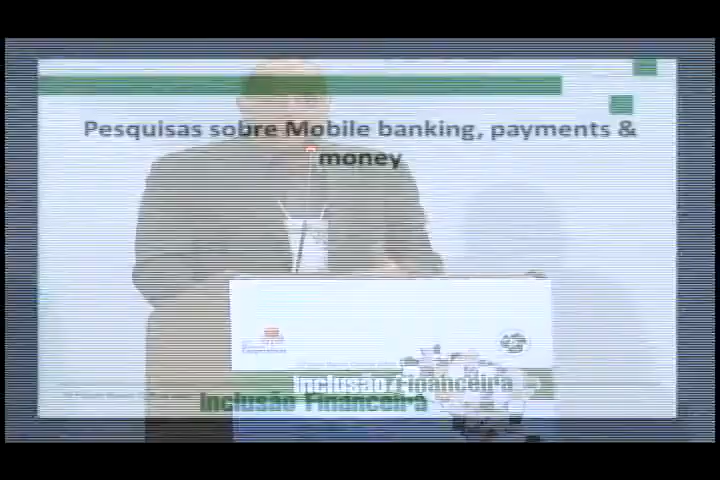 Pesquisas sobre Mobile banking, payments &
money
Inclusão Financeira
Inclusão Financeira